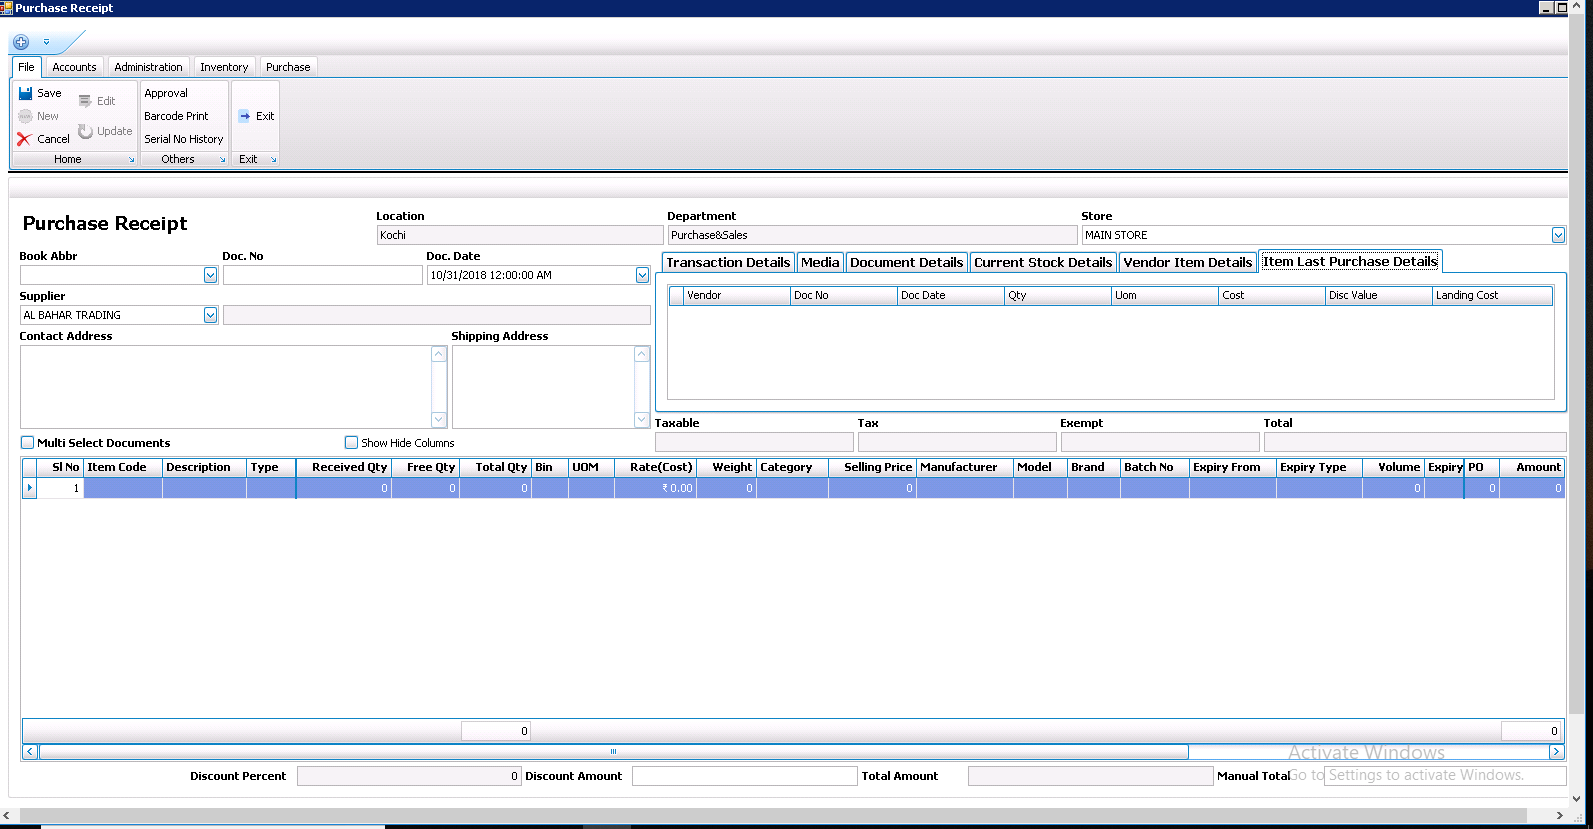 Purchase Receipt
File Accounts Administration Inventory Purchase
Save Edit Approval
New Barcode Print Exit
Cancel Update Serial No History
Home Others Exit
Purchase Receipt
Location Department Store
Kochi Purchase&Sales MAIN STORE
Book Abbr Doc. No Doc. Date
10/31/2018 12:00:00 AM
Supplier
AL BAHAR TRADING
Contact Address Shipping Address
Transaction Details Media Document Details Current Stock Details Vendor Item Details Item Last Purchase Details
Vendor Doc No Doc Date Qty Uom Cost Disc Value Landing Cost
Taxable Tax Exempt Total
Multi Select Documents Show Hide Columns
Sl No Item Code Description Type Received Qty Free Qty Total Qty Bin UOM Rate(Cost) Weight Category Selling Price Manufacturer Model Brand Batch No Expiry From Expiry Type Volume Expiry PO Amount
1 0 0 0 ₹ 0.00 0 0 0 0 0
0 0
Activate Windows
Go to Settings to activate Windows.
Discount Percent 0 Discount Amount Total Amount Manual Total